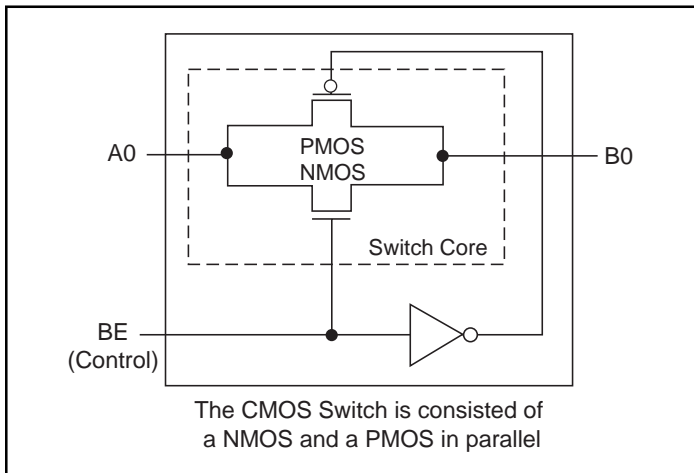 PMOS
A0
B0
NMOS
Switch Core
BE
(Control)
The CMOS Switch is consisted of
a NMOS and a PMOS in parallel